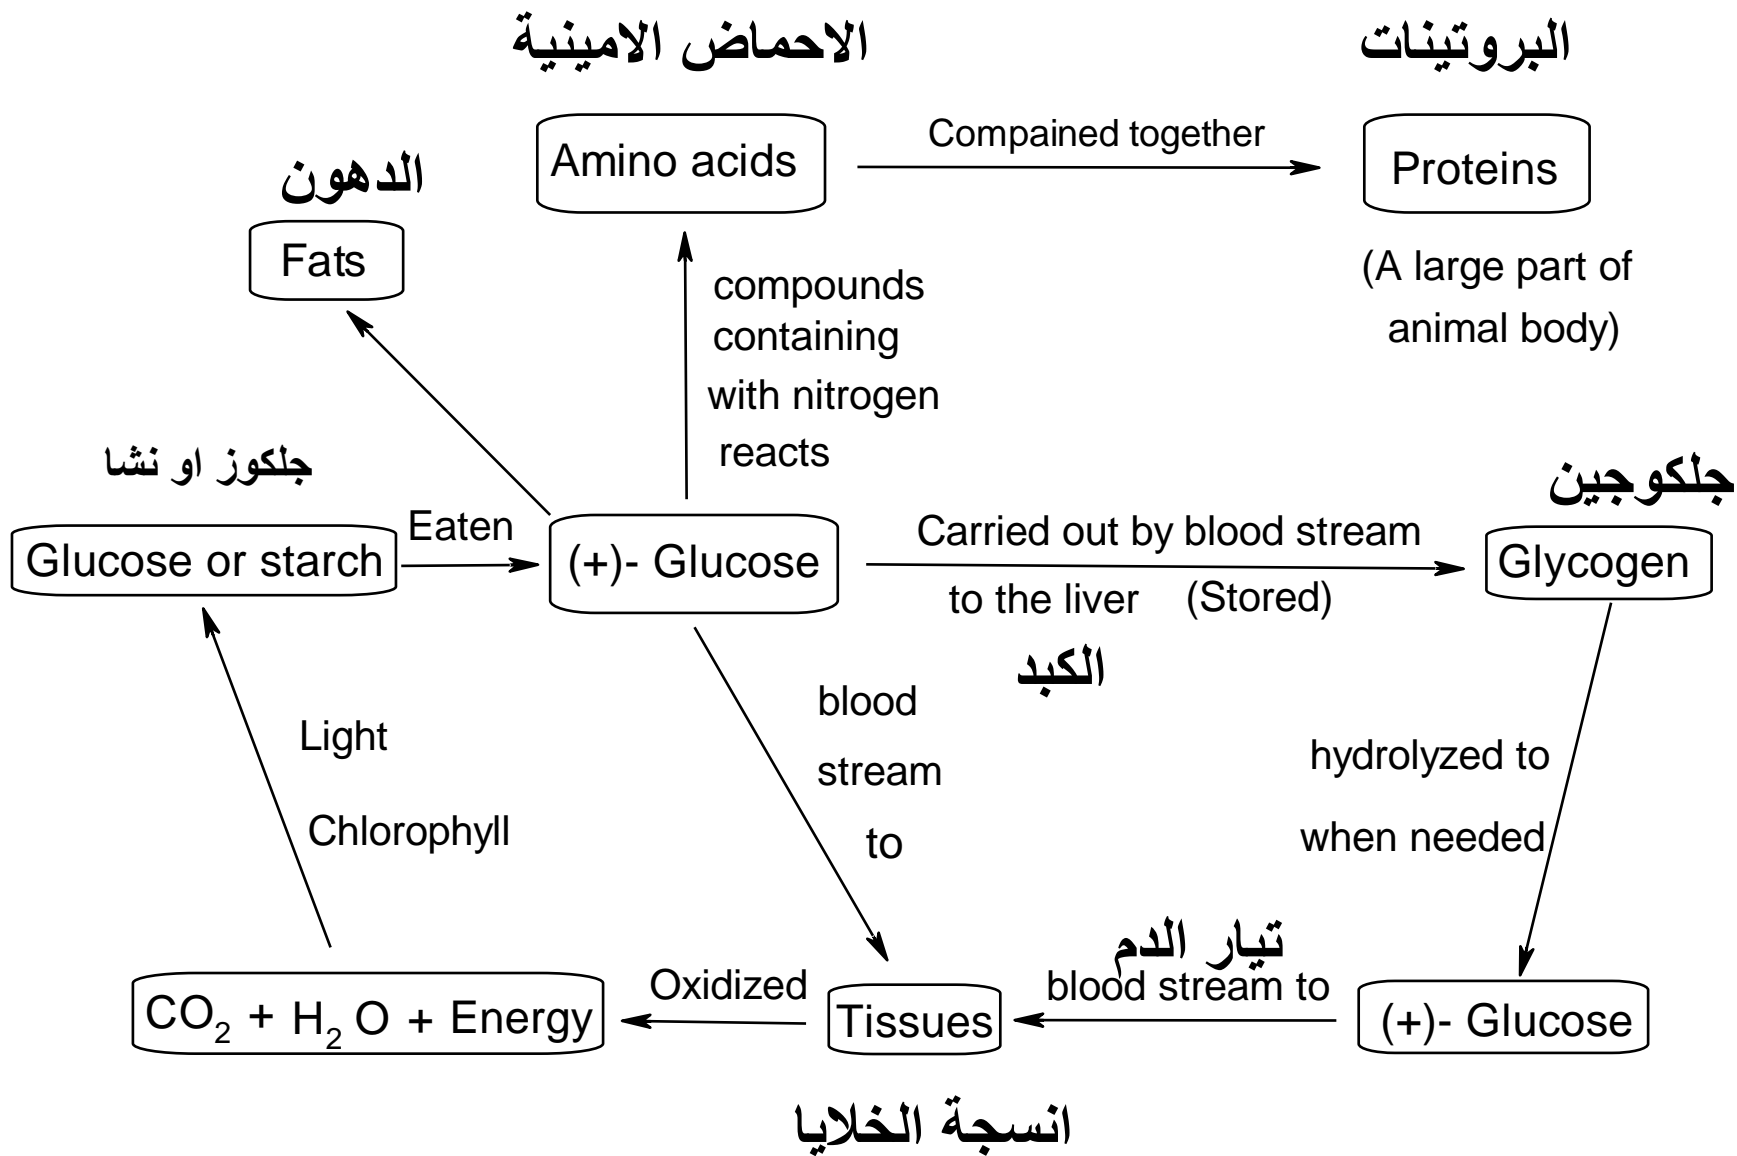 الاحماض الامينية
البروتينات
Amino acids
Compained together
Proteins
الدهون
Fats
(A large part of
animal body)
compounds
containing
with nitrogen
reacts
جلكوز او نشا
جلكوجين
Glucose or starch
Eaten
(+)- Glucose
Carried out by blood stream
to the liver (Stored)
Glycogen
الكبد
blood
stream
to
Light
Chlorophyll
hydrolyzed to
when needed
تيار الدم
blood stream to
Oxidized
CO2 + H2 O + Energy
Tissues
(+)- Glucose
انسجة الخلايا